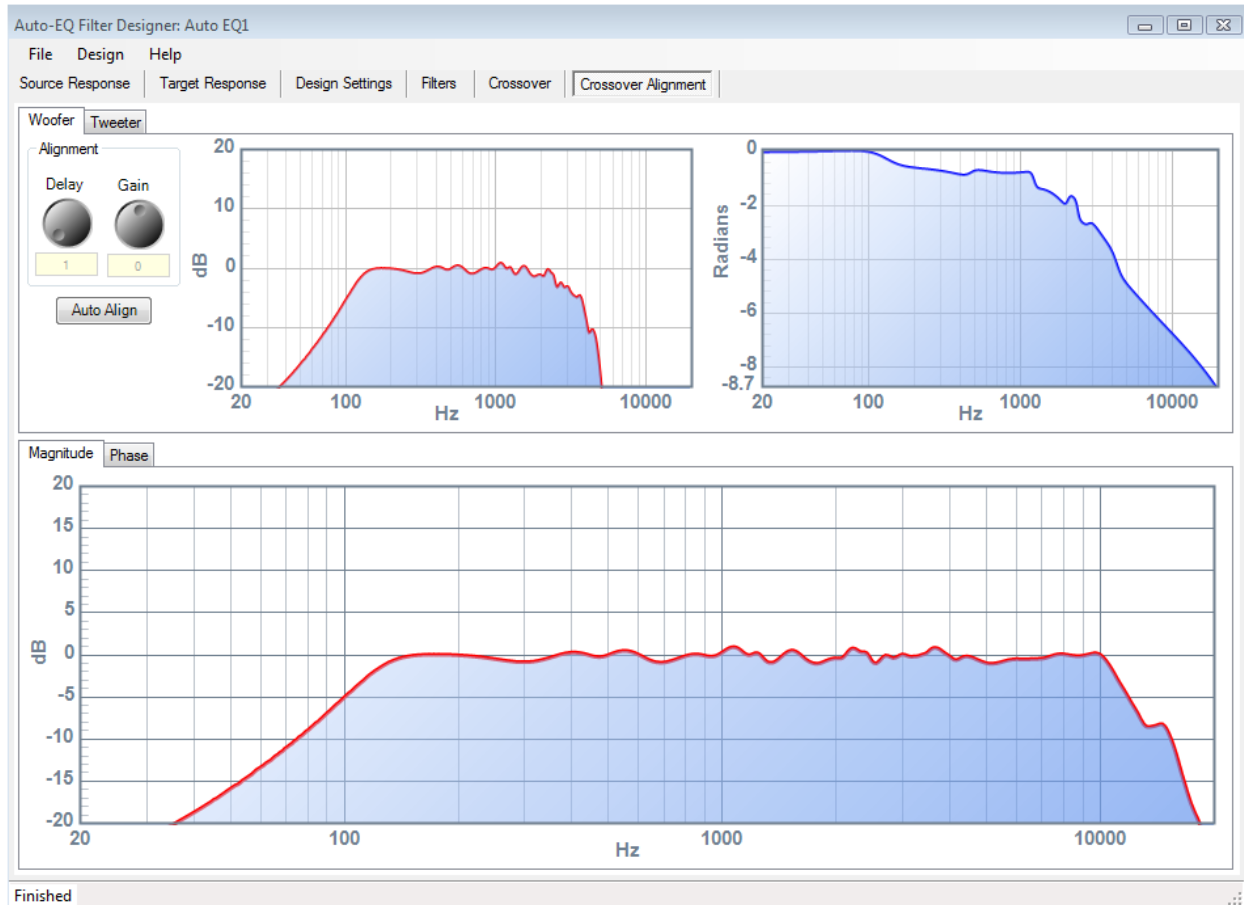 Auto-EQ Filter Designer: Auto EQ1
File Design Help
Source Response Target Response Design Settings Filters Crossover Crossover Alignment
Woofer Tweeter
Alignment
Delay Gain
1 0
Auto Align
20
10
0
-10
-20
dB
20 100 1000 10000
Hz
0
-2
-4
-6
-8
-8.7
Radians
20 100 1000 10000
Hz
Magnitude Phase
20
15
10
5
0
-5
-10
-15
-20
dB
20 100 1000 10000
Hz
Finished